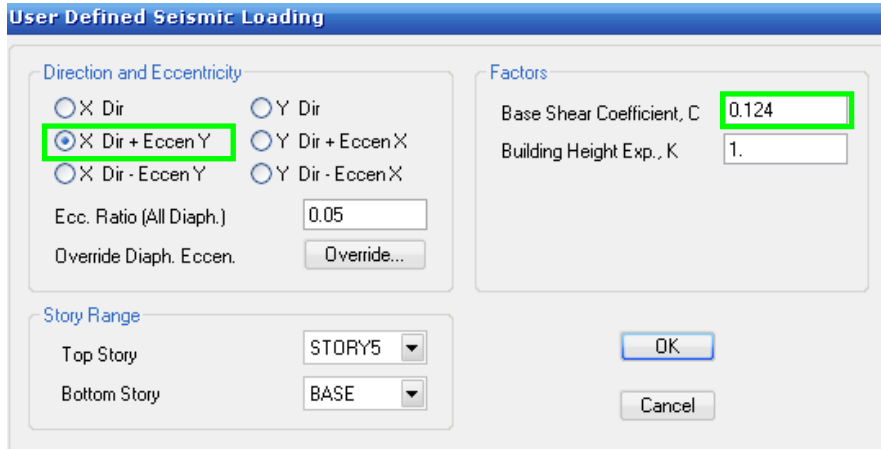 User Defined Seismic Loading
Direction and Eccentricity
X Dir
Y Dir
X Dir + Eccen Y
Y Dir + Eccen X
X Dir - Eccen Y
Y Dir - Eccen X
Ecc. Ratio (All Diaph.)
0.05
Override Diaph. Eccen.
Override...
Factors
Base Shear Coefficient, C
0.124
Building Height Exp., K
1.
Story Range
Top Story
STORY5
Bottom Story
BASE
OK
Cancel